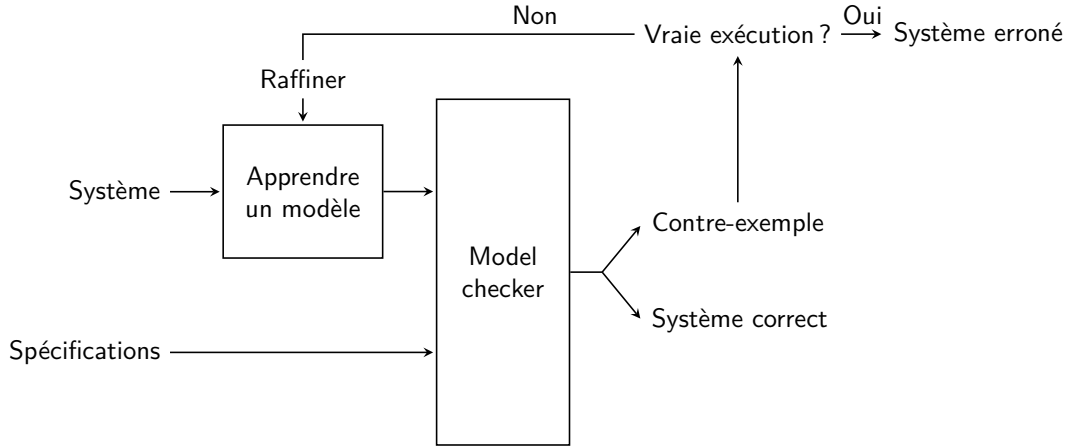 Non
Vraie exécution ?
Oui
Système erroné
Raffiner
Système
Apprendre
un modèle
Contre-exemple
Model
checker
Système correct
Spécifications